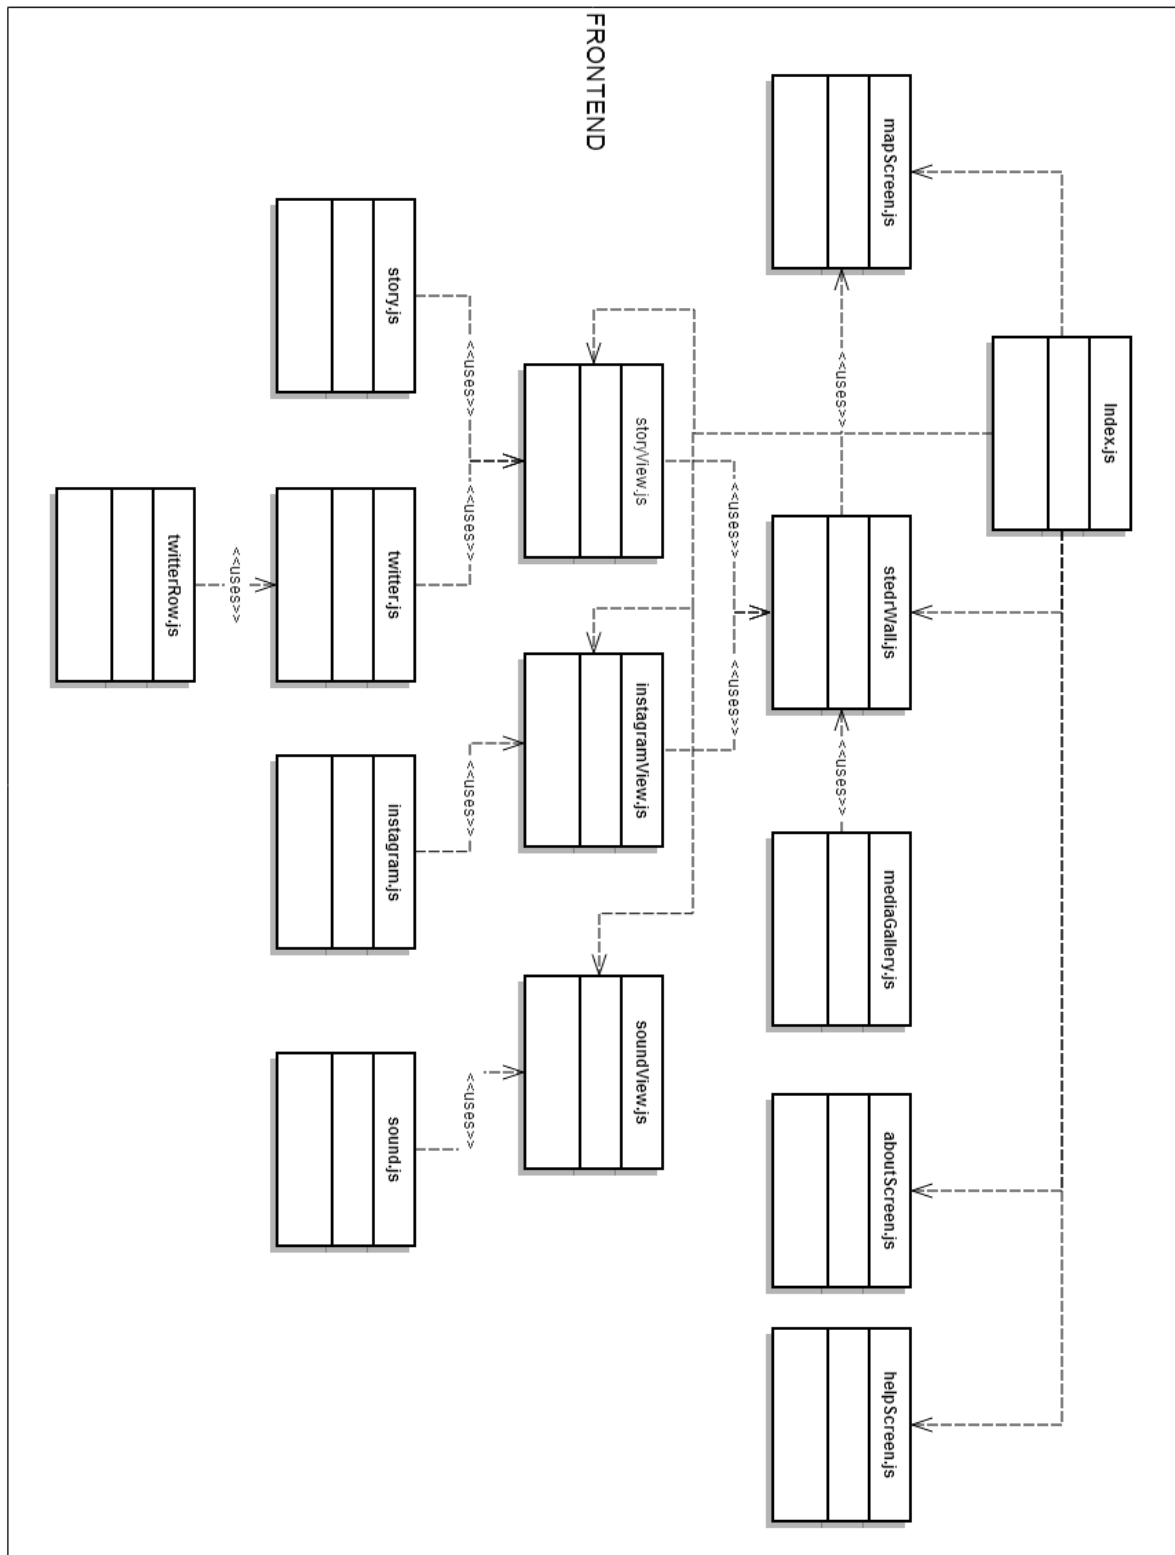 FRONTEND
Index.js
mapScreen.js
<<uses>>
stedrWall.js
<<uses>>
mediaGallery.js
aboutScreen.js
helpScreen.js
<<uses>>
<<uses>>
storyView.js
instagramView.js
soundView.js
<<uses>>
<<uses>>
<<uses>>
<<uses>>
story.js
twitter.js
instagram.js
sound.js
<<uses>>
twitterRow.js